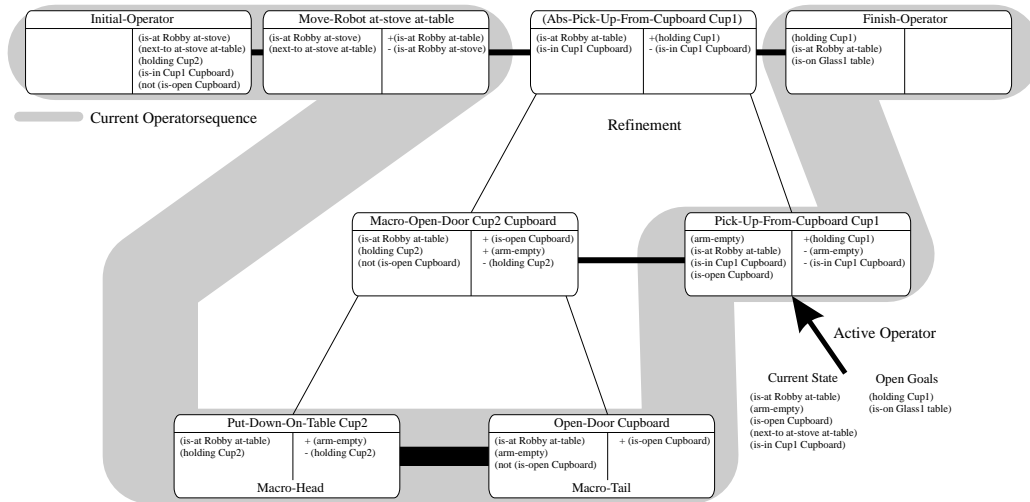 Initial-Operator
(is-at Robby at-stove)
(next-to at-stove at-table)
(holding Cup2)
(is-in Cup1 Cupboard)
(not (is-open Cupboard)
Move-Robot at-stove at-table
(is-at Robby at-stove)
(next-to at-stove at-table)
+(is-at Robby at-table)
- (is-at Robby at-stove)
(Abs-Pick-Up-From-Cupboard Cup1)
(is-at Robby at-table)
(is-in Cup1 Cupboard)
+(holding Cup1)
- (is-in Cup1 Cupboard)
Finish-Operator
(holding Cup1)
(is-at Robby at-table)
(is-on Glass1 table)
Current Operatorsequence
Refinement
Macro-Open-Door Cup2 Cupboard
(is-at Robby at-table)
(holding Cup2)
(not (is-open Cupboard)
+ (is-open Cupboard)
+ (arm-empty)
- (holding Cup2)
Pick-Up-From-Cupboard Cup1
(arm-empty)
(is-at Robby at-table)
(is-in Cup1 Cupboard)
(is-open Cupboard)
+(holding Cup1)
- (arm-empty)
- (is-in Cup1 Cupboard)
Active Operator
Current State
(is-at Robby at-table)
(arm-empty)
(is-open Cupboard)
(next-to at-stove at-table)
(is-in Cup1 Cupboard)
Open Goals
(holding Cup1)
(is-on Glass1 table)
Put-Down-On-Table Cup2
(is-at Robby at-table)
(holding Cup2)
+ (arm-empty)
- (holding Cup2)
Macro-Head
Open-Door Cupboard
(is-at Robby at-table)
(arm-empty)
(not (is-open Cupboard)
+ (is-open Cupboard)
Macro-Tail